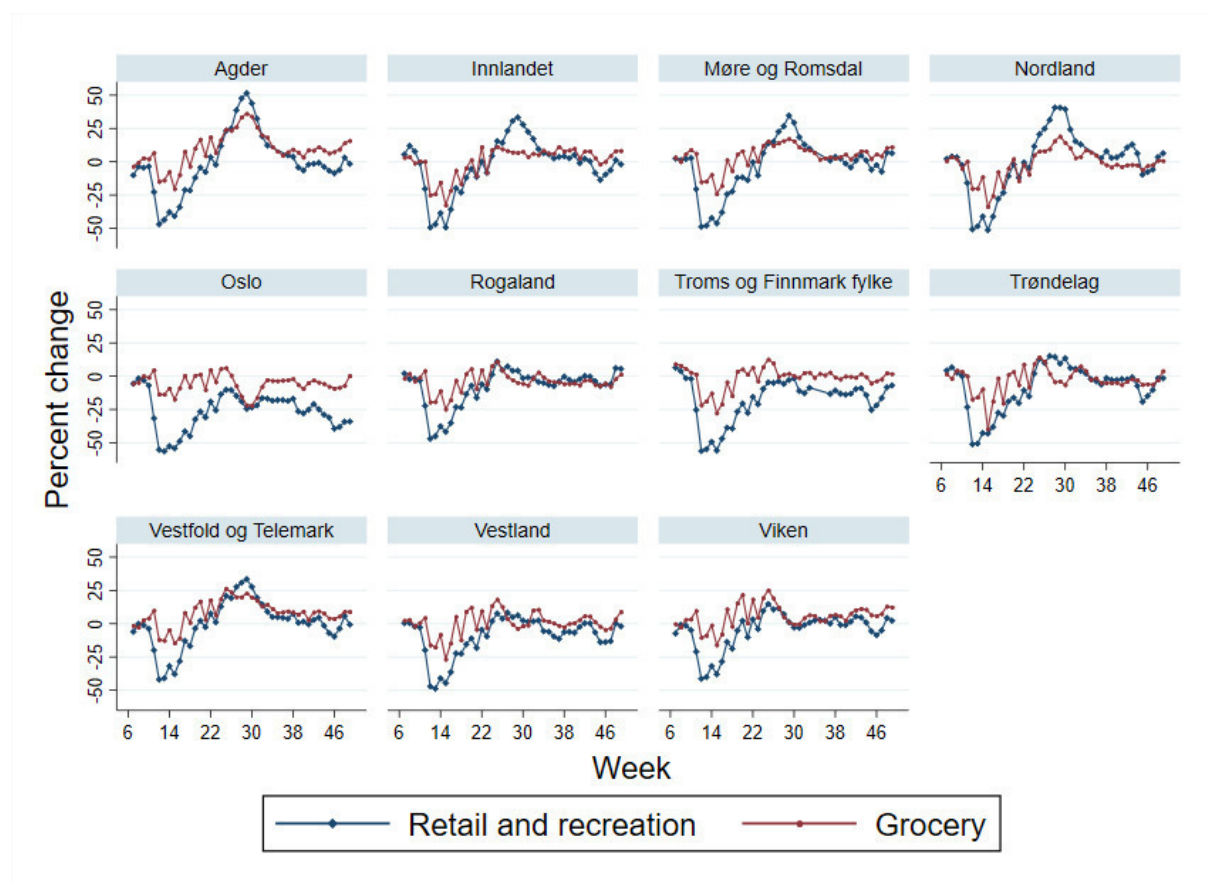 Agder Innlandet Møre og Romsdal Nordland
50
25
0
-25
-50
Oslo Rogaland Troms og Finnmark fylke Trøndelag
50
25
0
-25
-50
6 14 22 30 38 46
Percent change
Vestfold og Telemark Vestland Viken
50
25
0
-25
-50
6 14 22 30 38 46 6 14 22 30 38 46 6 14 22 30 38 46
Week
Retail and recreation Grocery